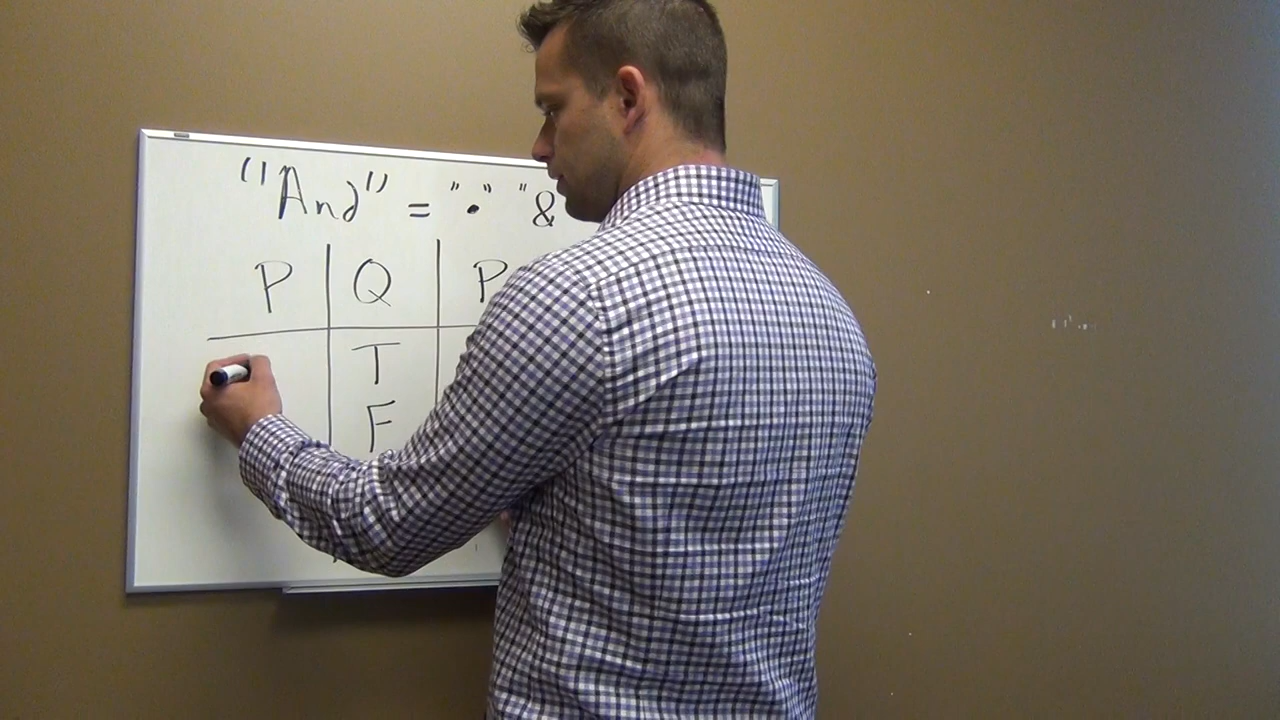 "And" = "•" "&
P Q P
T
F